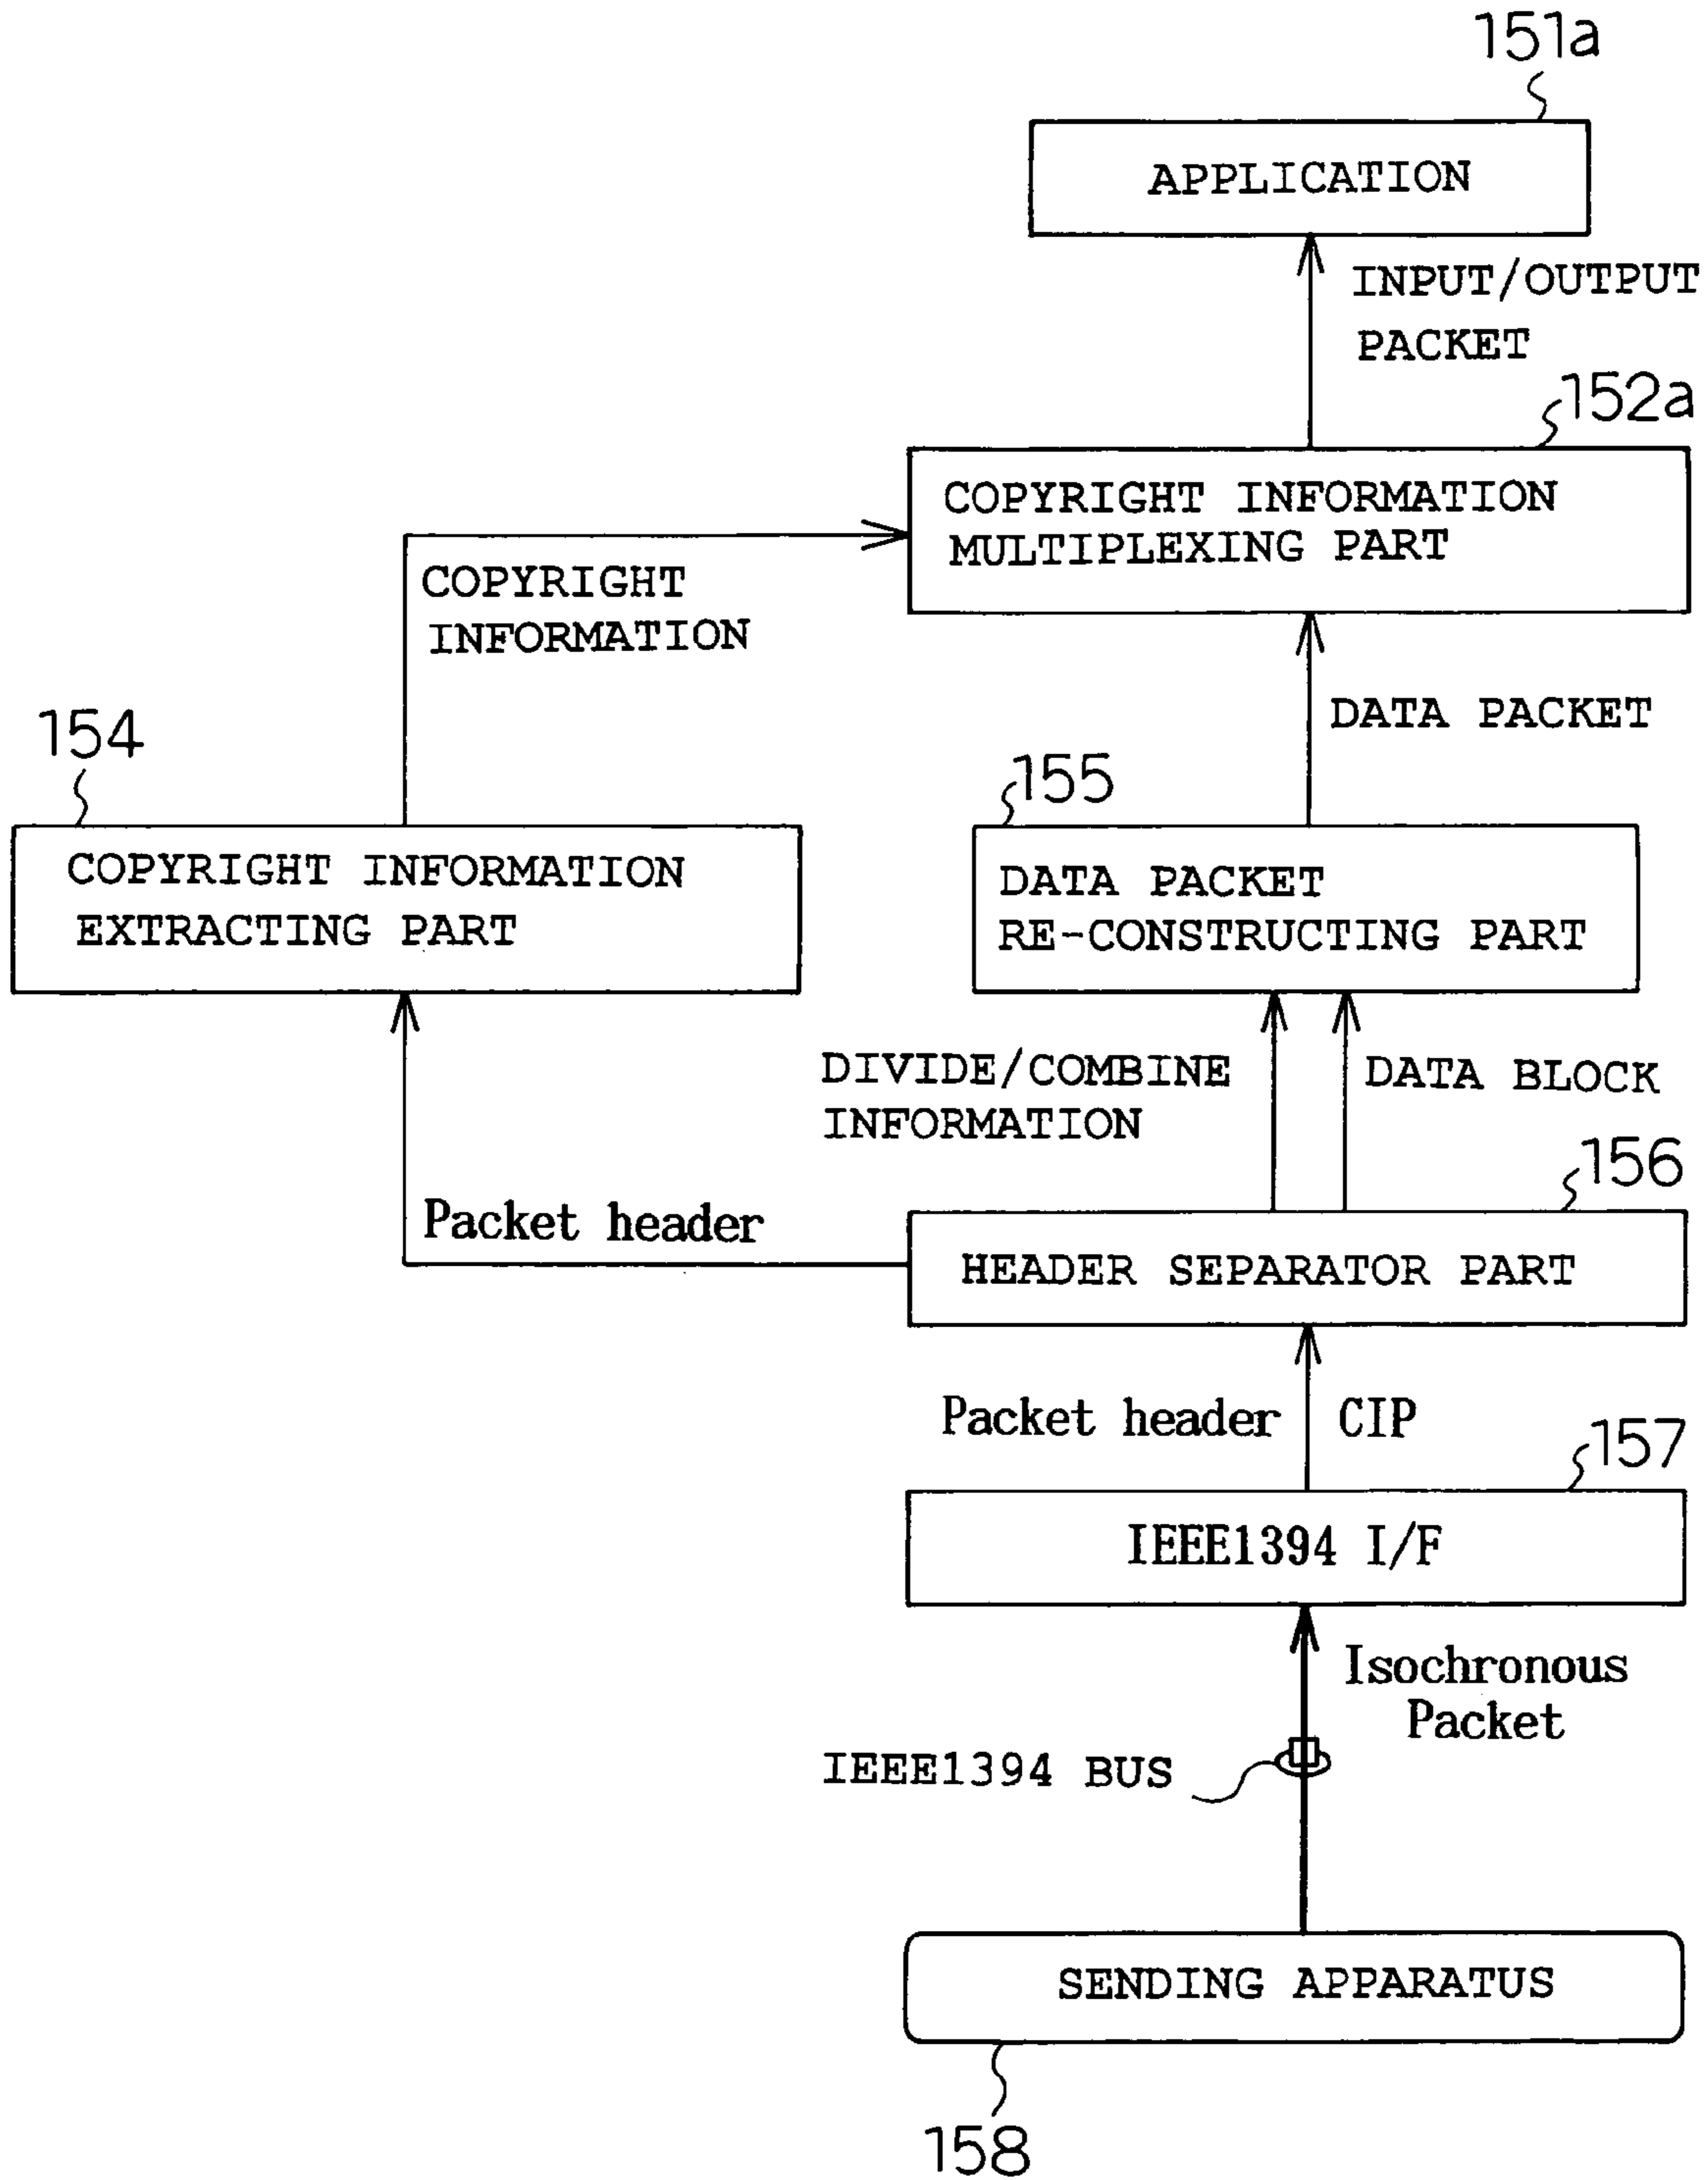 151a
APPLICATION
INPUT/OUTPUT
PACKET
152a
COPYRIGHT INFORMATION
MULTIPLEXING PART
COPYRIGHT
INFORMATION
DATA PACKET
154
155
COPYRIGHT INFORMATION
EXTRACTING PART
DATA PACKET
RE-CONSTRUCTING PART
DIVIDE/COMBINE
INFORMATION
DATA BLOCK
156
Packet header
HEADER SEPARATOR PART
Packet header
CIP
157
IEEE1394 I/F
Isochronous
Packet
IEEE1394 BUS
SENDING APPARATUS
158